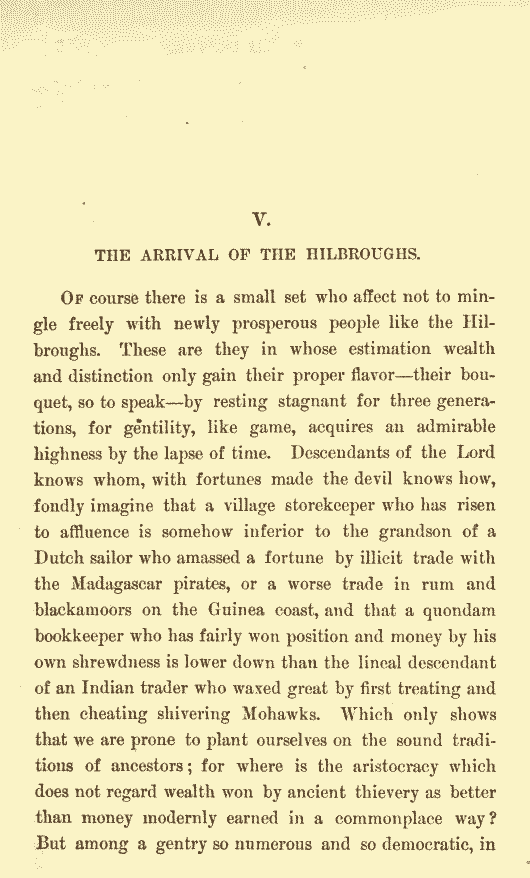 V.
THE ARRIVAL OF THE HILBROUGHS.
OF course there is a small set who affect not to min-
gle freely with newly prosperous people like the Hil-
broughs. These are they in whose estimation wealth
and distinction only gain their proper flavor—their bou-
quet, so to speak—by resting stagnant for three genera-
tions, for gentility, like game, acquires an admirable
highness by the lapse of time. Descendants of the Lord
knows whom, with fortunes made the devil knows how,
fondly imagine that a village storekeeper who has risen
to affluence is somehow inferior to the grandson of a
Dutch sailor who amassed a fortune by illicit trade with
the Madagascar pirates, or a worse trade in rum and
blackamoors on the Guinea coast, and that a quondam
bookkeeper who has fairly won position and money by his
own shrewdness is lower down than the lineal descendant
of an Indian trader who waxed great by first treating and
then cheating shivering Mohawks. Which only shows
that we are prone to plant ourselves on the sound tradi-
tions of ancestors; for where is the aristocracy which
does not regard wealth won by ancient thievery as better
than money modernly earned in a commonplace way?
But among a gentry so numerous and so democratic, in